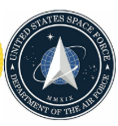 UNITED STATES SPACE FORCE
MMXIX
DEPARTMENT OF THE AIR FORCE